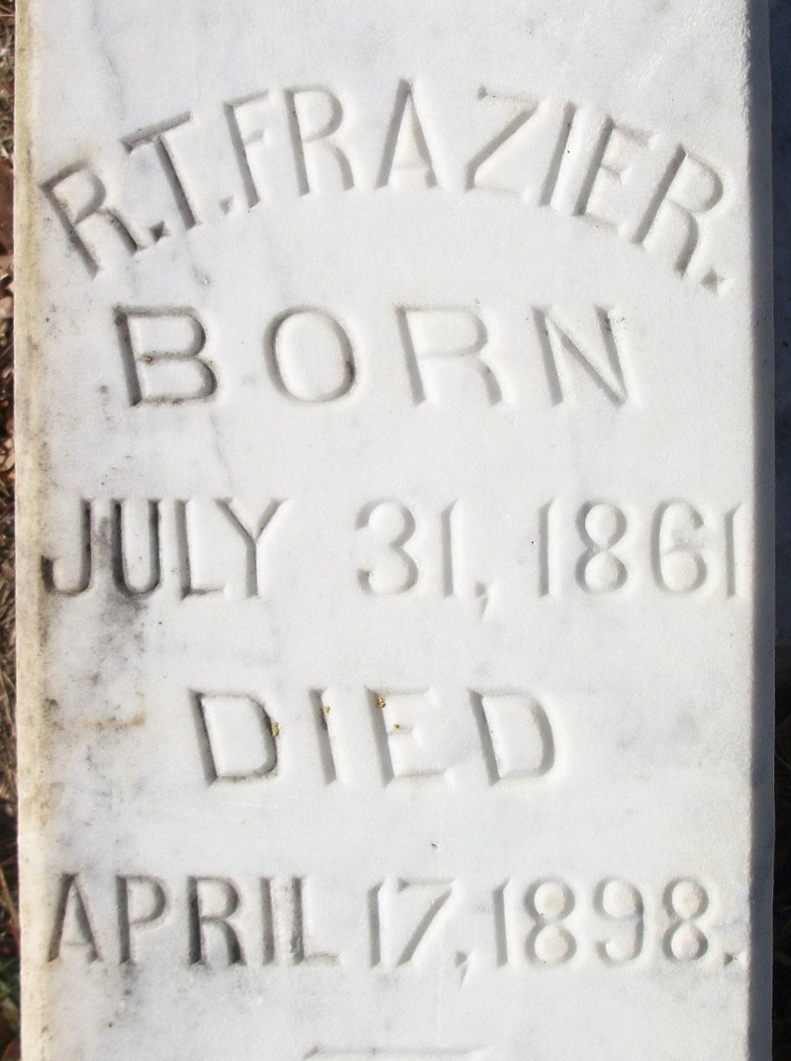 R.T. FRAZIER.
BORN
JULY 31, 1861
DIED
APRIL 17, 1898.